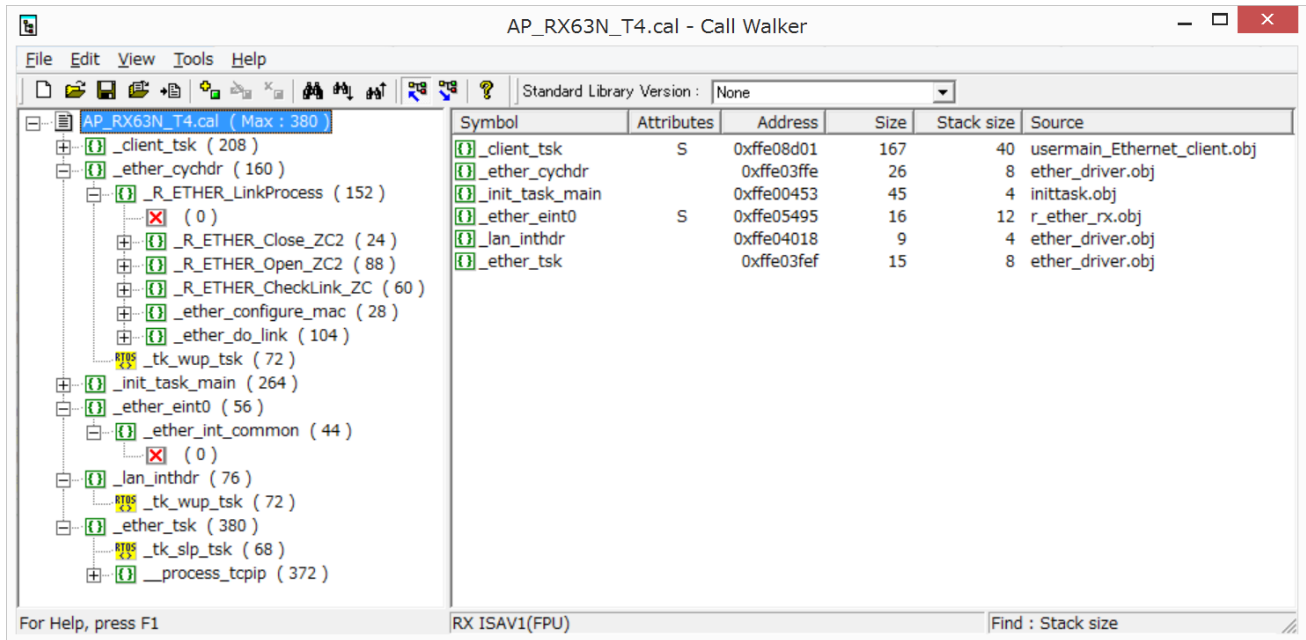 AP_RX63N_T4.cal - Call Walker
File Edit View Tools Help
Standard Library Version : None
AP_RX63N_T4.cal ( Max : 380 )
_client_tsk ( 208 )
_ether_cychdr ( 160 )
_R_ETHER_LinkProcess ( 152 )
( 0 )
_R_ETHER_Close_ZC2 ( 24 )
_R_ETHER_Open_ZC2 ( 88 )
_R_ETHER_CheckLink_ZC ( 60 )
_ether_configure_mac ( 28 )
_ether_do_link ( 104 )
RTOS _tk_wup_tsk ( 72 )
_init_task_main ( 264 )
_ether_eint0 ( 56 )
_ether_int_common ( 44 )
( 0 )
_lan_inthdr ( 76 )
RTOS _tk_wup_tsk ( 72 )
_ether_tsk ( 380 )
RTOS _tk_slp_tsk ( 68 )
__process_tcpip ( 372 )
Symbol Attributes Address Size Stack size Source
_client_tsk S 0xffe08d01 167 40 usermain_Ethernet_client.obj
_ether_cychdr 0xffe03ffe 26 8 ether_driver.obj
_init_task_main 0xffe00453 45 4 inittask.obj
_ether_eint0 S 0xffe05495 16 12 r_ether_rx.obj
_lan_inthdr 0xffe04018 9 4 ether_driver.obj
_ether_tsk 0xffe03fef 15 8 ether_driver.obj
For Help, press F1 RX ISAV1(FPU) Find : Stack size